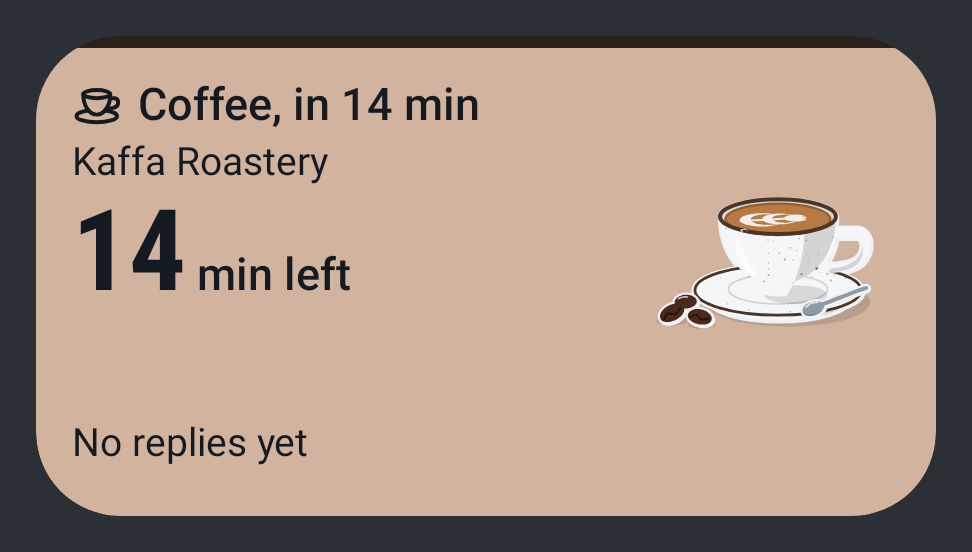 Coffee, in 14 min
Kaffa Roastery
14 min left
No replies yet